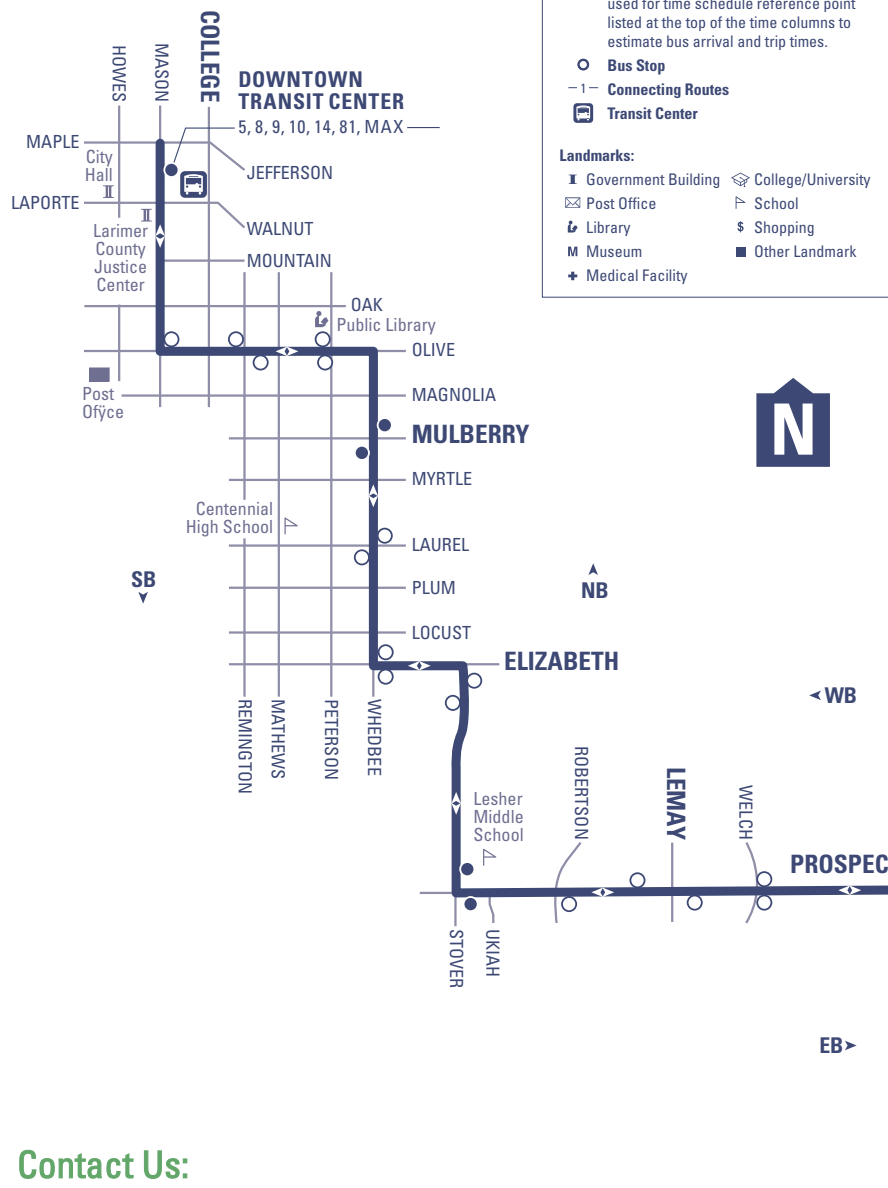 used for time schedule reference point
listed at the top of the time columns to
estimate bus arrival and trip times.
Bus Stop
1 Connecting Routes
Transit Center
Landmarks:
Government Building
College/University
Post Office
School
Library
$ Shopping
M Museum
Other Landmark
Medical Facility
HOWES
MASON
COLLEGE
DOWNTOWN
TRANSIT CENTER
5, 8, 9, 10, 14, 81, MAX
MAPLE
City
Hall
JEFFERSON
LAPORTE
WALNUT
Larimer
County
Justice
Center
MOUNTAIN
OAK
Public Library
OLIVE
Post
Ofÿce
MAGNOLIA
MULBERRY
N
MYRTLE
Centennial
High School
LAUREL
SB
NB
PLUM
LOCUST
ELIZABETH
WB
REMINGTON
MATHEWS
PETERSON
WHEDBEE
Lesher
Middle
School
ROBERTSON
LEMAY
WELCH
PROSPEC
STOVER
UKIAH
EB
Contact Us: